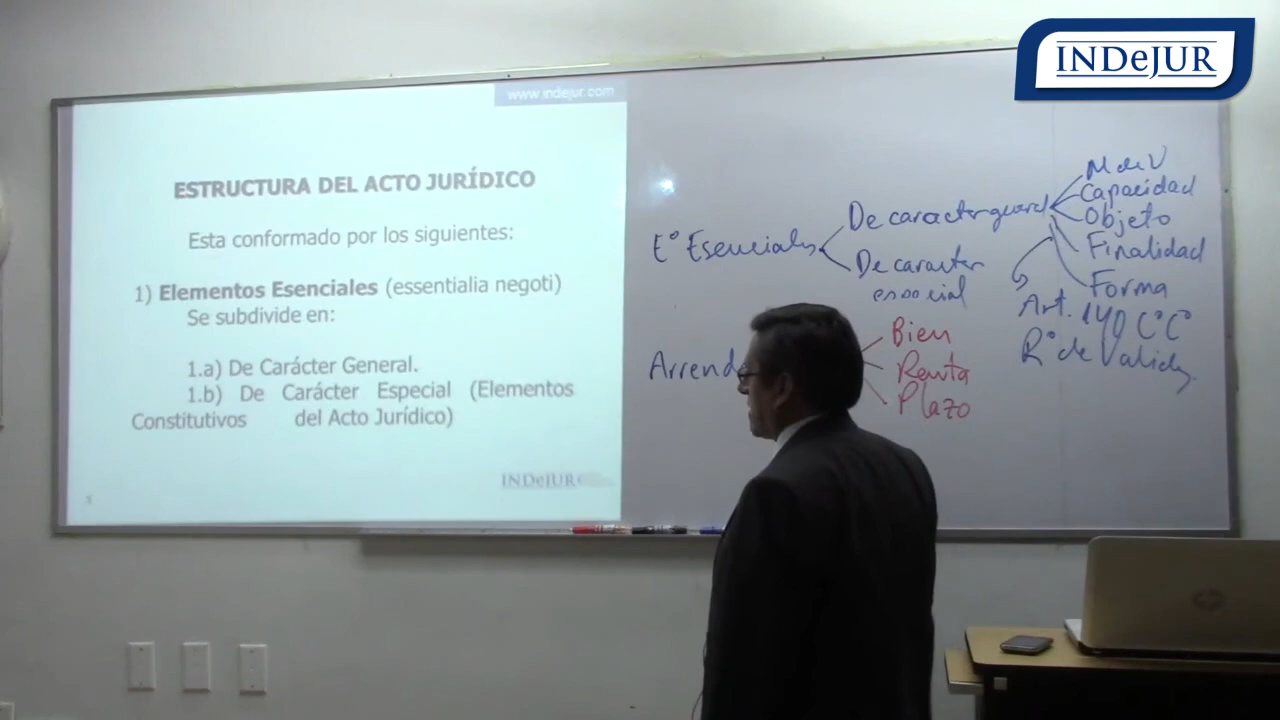 INDeJUR
www.indejur.com
ESTRUCTURA DEL ACTO JURÍDICO
Esta conformado por los siguientes:
1) Elementos Esenciales (essentialia negoti)
Se subdivide en:
1.a) De Carácter General.
1.b) De Carácter Especial (Elementos
Constitutivos del Acto Jurídico)
INDeJUR
E° Esenciales
De caracter
De caracter
especial
M de V
Capacidad
Objeto
Finalidad
Forma
Art. 140 C°C°
R° de Validez
Arrend
Bien
Renta
Plazo
hp